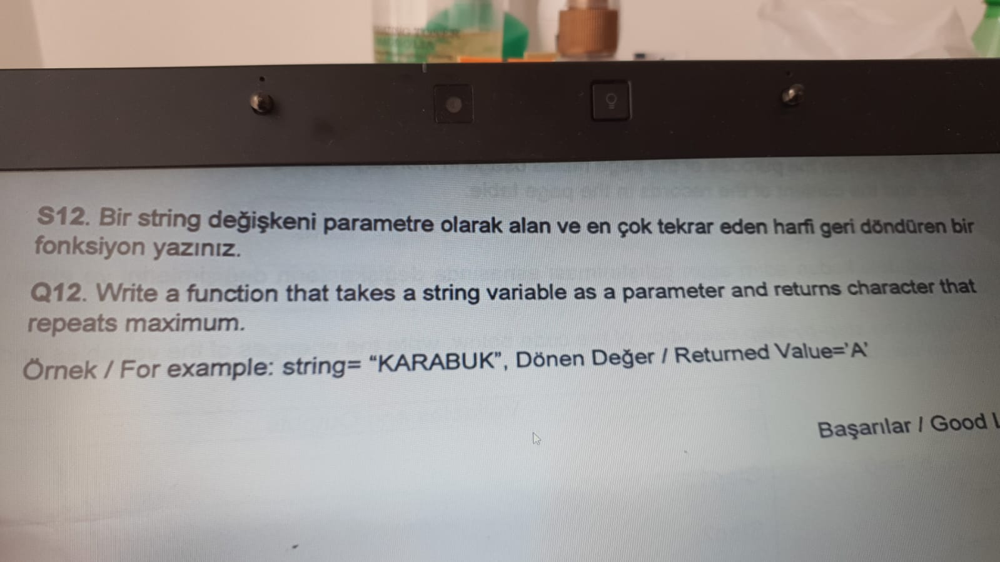 S12. Bir string değişkeni parametre olarak alan ve en çok tekrar eden harfi geri döndüren bir
fonksiyon yazınız.
Q12. Write a function that takes a string variable as a parameter and returns character that
repeats maximum.
Örnek / For example: string= “KARABUK”, Dönen Değer / Returned Value='A'
Başarılar / Good L